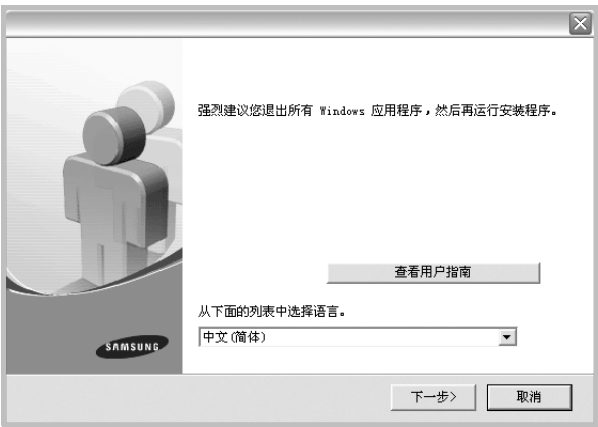 强烈建议您退出所有 Windows 应用程序，然后再运行安装程序。
查看用户指南
从下面的列表中选择语言。
中文(简体)
SAMSUNG
下一步>
取消